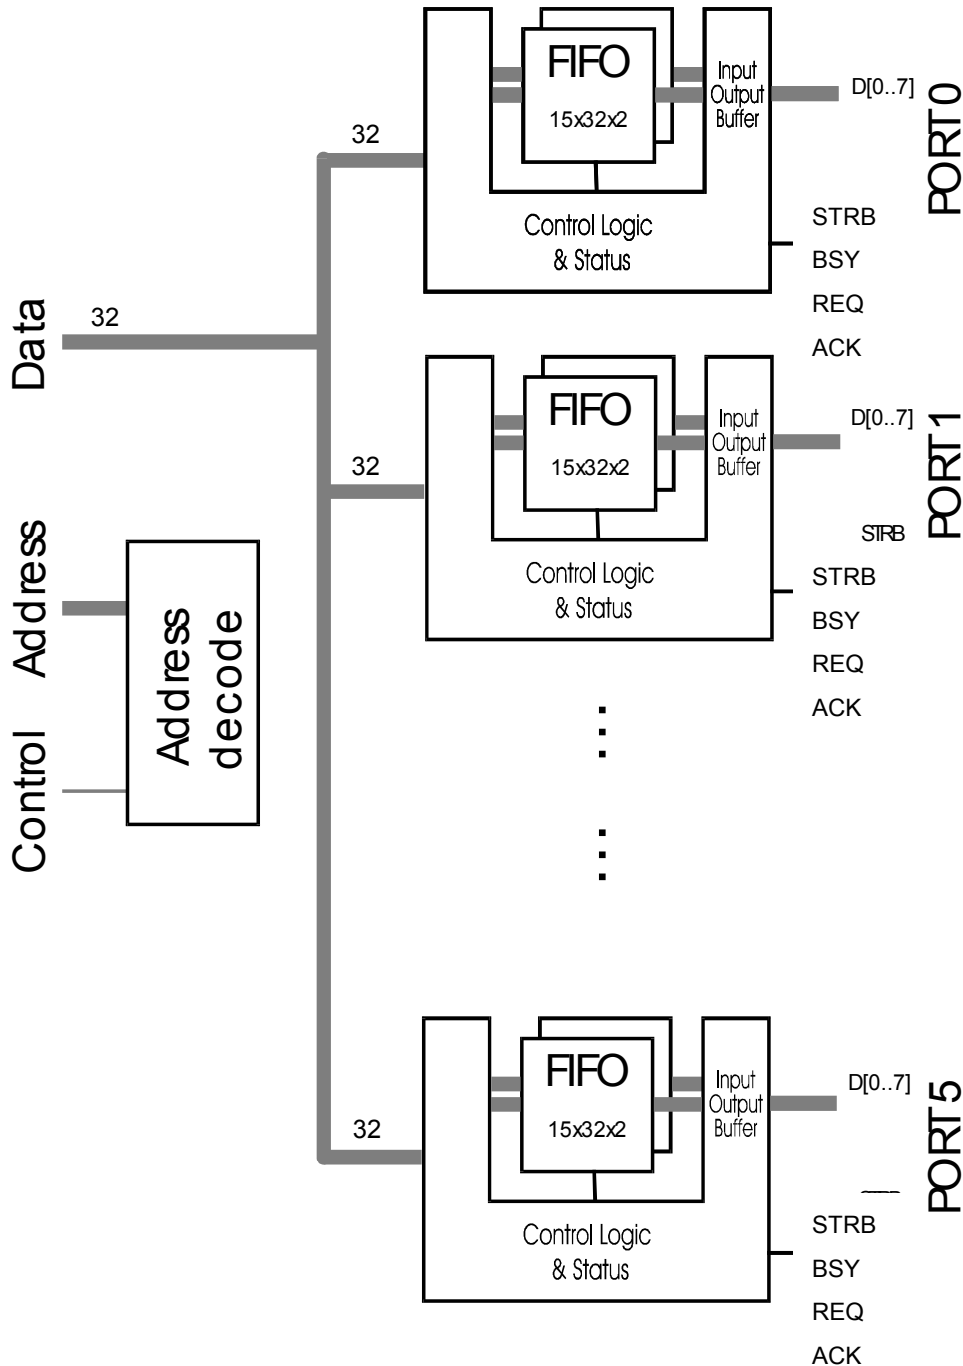 FIFO
15x32x2
Input
Output
Buffer
D[0..7]
PORT0
32
Control Logic
& Status
STRB
BSY
REQ
ACK
Data
32
FIFO
15x32x2
Input
Output
Buffer
D[0..7]
PORT1
32
STRB
Control Logic
& Status
STRB
BSY
REQ
ACK
Address
Control
Address
decode
FIFO
15x32x2
Input
Output
Buffer
D[0..7]
PORT5
32
Control Logic
& Status
STRB
BSY
REQ
ACK